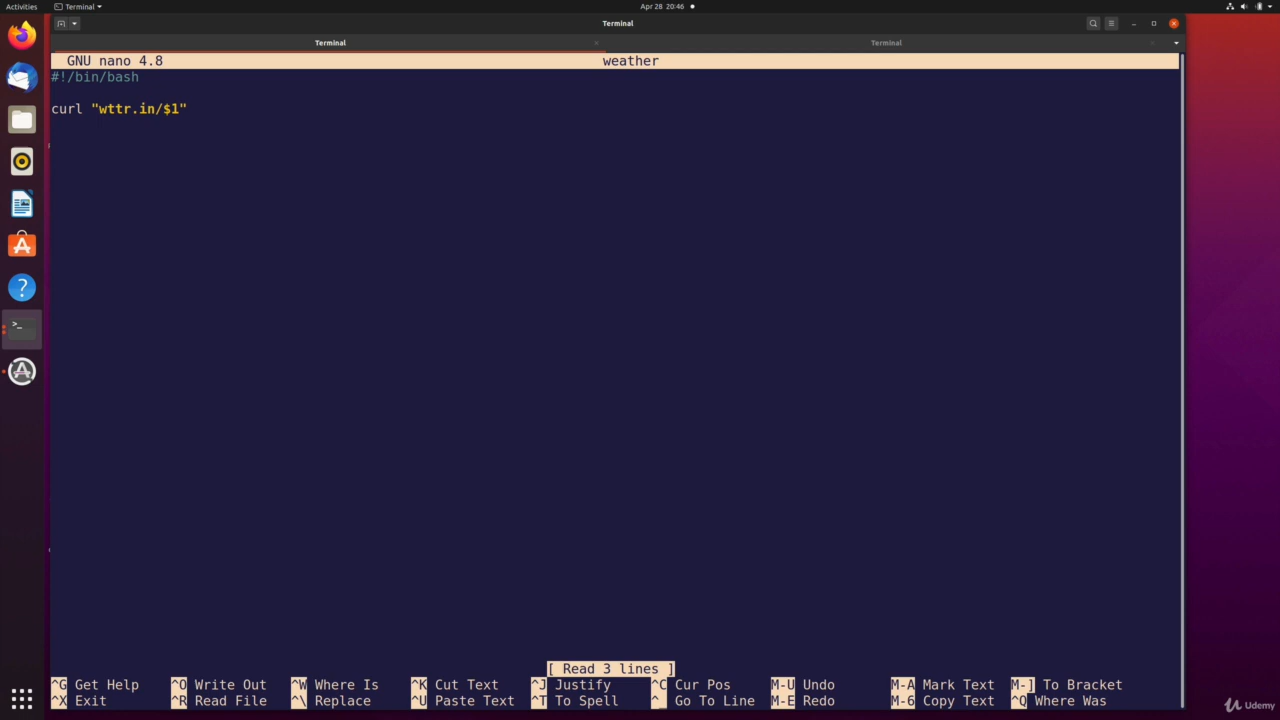 Activities Terminal Apr 28 20:46
Terminal
Terminal Terminal
GNU nano 4.8 weather
#!/bin/bash
curl "wttr.in/$1"
[ Read 3 lines ]
^G Get Help ^O Write Out ^W Where Is ^K Cut Text ^J Justify ^C Cur Pos M-U Undo M-A Mark Text M-] To Bracket
^X Exit ^R Read File ^\ Replace ^U Paste Text ^T To Spell ^_ Go To Line M-E Redo M-6 Copy Text ^Q Where Was
Udemy